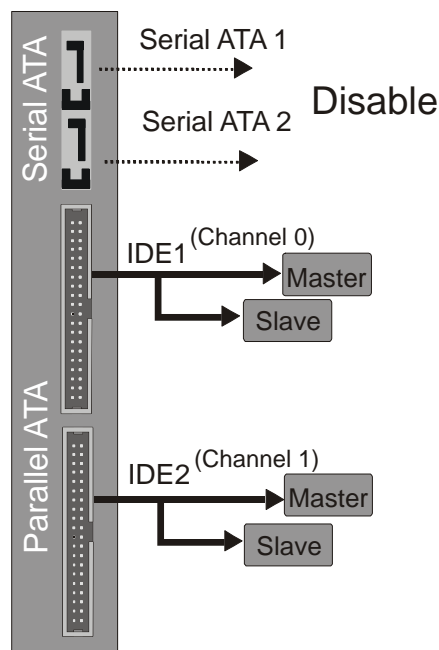 Serial ATA
Serial ATA 1
Serial ATA 2
Disable
Parallel ATA
IDE1 (Channel 0)
Master
Slave
IDE2 (Channel 1)
Master
Slave